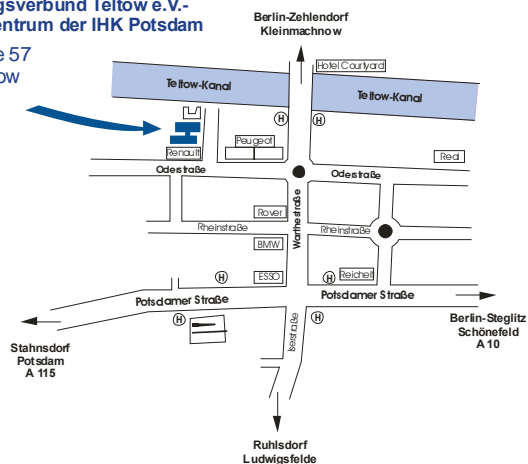 gsverbund Teltow e.V.-
entrum der IHK Potsdam
e 57
ow
Berlin-Zehlendorf
Kleinmachnow
Hotel Courtyard
Teltow-Kanal
Teltow-Kanal
H
H
Peugeot
Renault
Real
Oderstraße
Oderstraße
Rover
Warthestraße
Rheinstraße
Rheinstraße
BMW
H
ESSO
H
Reichelt
Potsdamer Straße
Potsdamer Straße
H
H
Iserstraße
Berlin-Steglitz
Schönefeld
A 10
Stahnsdorf
Potsdam
A 115
Ruhlsdorf
Ludwigsfelde